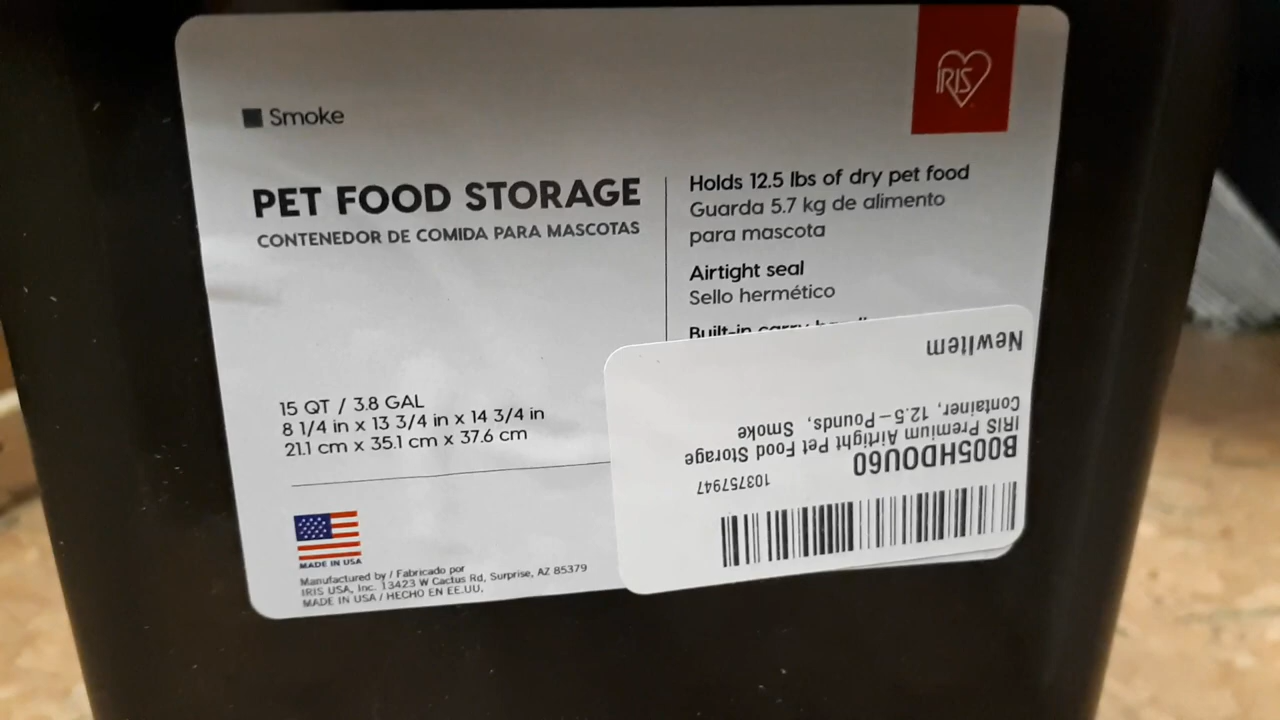 IRIS
Smoke
PET FOOD STORAGE
CONTENEDOR DE COMIDA PARA MASCOTAS
15 QT / 3.8 GAL
8 1/4 in x 13 3/4 in x 14 3/4 in
21.1 cm x 35.1 cm x 37.6 cm
MADE IN USA
Manufactured by / Fabricado por
IRIS USA, Inc. 13423 W Cactus Rd, Surprise, AZ 85379
MADE IN USA / HECHO EN EE.UU.
Holds 12.5 lbs of dry pet food
Guarda 5.7 kg de alimento
para mascota
Airtight seal
Sello hermético
Built-in carry
103757947
B005HDOU60
IRIS Premium Airtight Pet Food Storage
Container, 12.5-Pounds, Smoke
NewItem